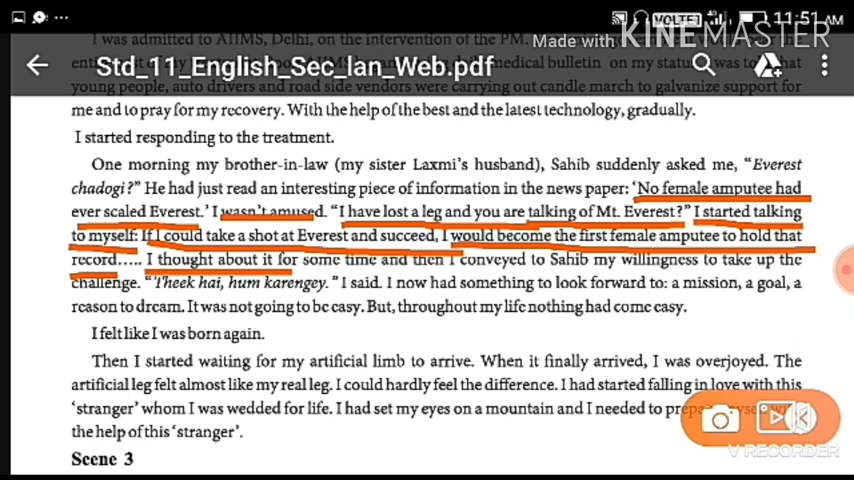 VOLTE 11:51 AM
Made with KINEMASTER
I was admitted to AIIMS, Delhi, on the intervention of the PM.
Std_11_English_Sec_lan_Web.pdf
medical bulletin on my status was to
young people, auto drivers and road side vendors were carrying out candle march to galvanize support for
me and to pray for my recovery. With the help of the best and the latest technology, gradually.
I started responding to the treatment.
One morning my brother-in-law (my sister Laxmi's husband), Sahib suddenly asked me, "Everest
chadogi?" He had just read an interesting piece of information in the news paper: 'No female amputee had
ever scaled Everest.' I wasn't amused. "I have lost a leg and you are talking of Mt. Everest?" I started talking
to myself: If I could take a shot at Everest and succeed, I would become the first female amputee to hold that
record..... I thought about it for some time and then I conveyed to Sahib my willingness to take up the
challenge. "Theek hai, hum karengey." I said. I now had something to look forward to: a mission, a goal, a
reason to dream. It was not going to be easy. But, throughout my life nothing had come easy.
I felt like I was born again.
Then I started waiting for my artificial limb to arrive. When it finally arrived, I was overjoyed. The
artificial leg felt almost like my real leg. I could hardly feel the difference. I had started falling in love with this
'stranger' whom I was wedded for life. I had set my eyes on a mountain and I needed to
the help of this 'stranger'.
V RECORDER
Scene 3